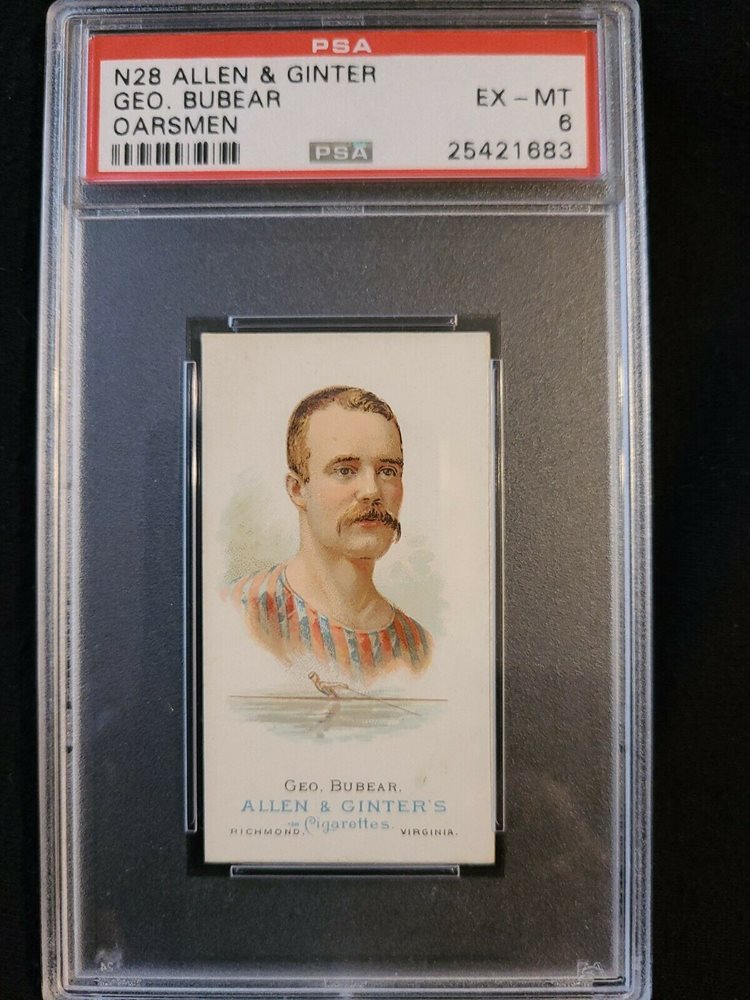 PSA
N28 ALLEN & GINTER
GEO. BUBEAR EX - MT
OARSMEN 6
PSA 25421683
GEO. BUBEAR.
ALLEN & GINTER'S
Cigarettes.
RICHMOND, VIRGINIA.